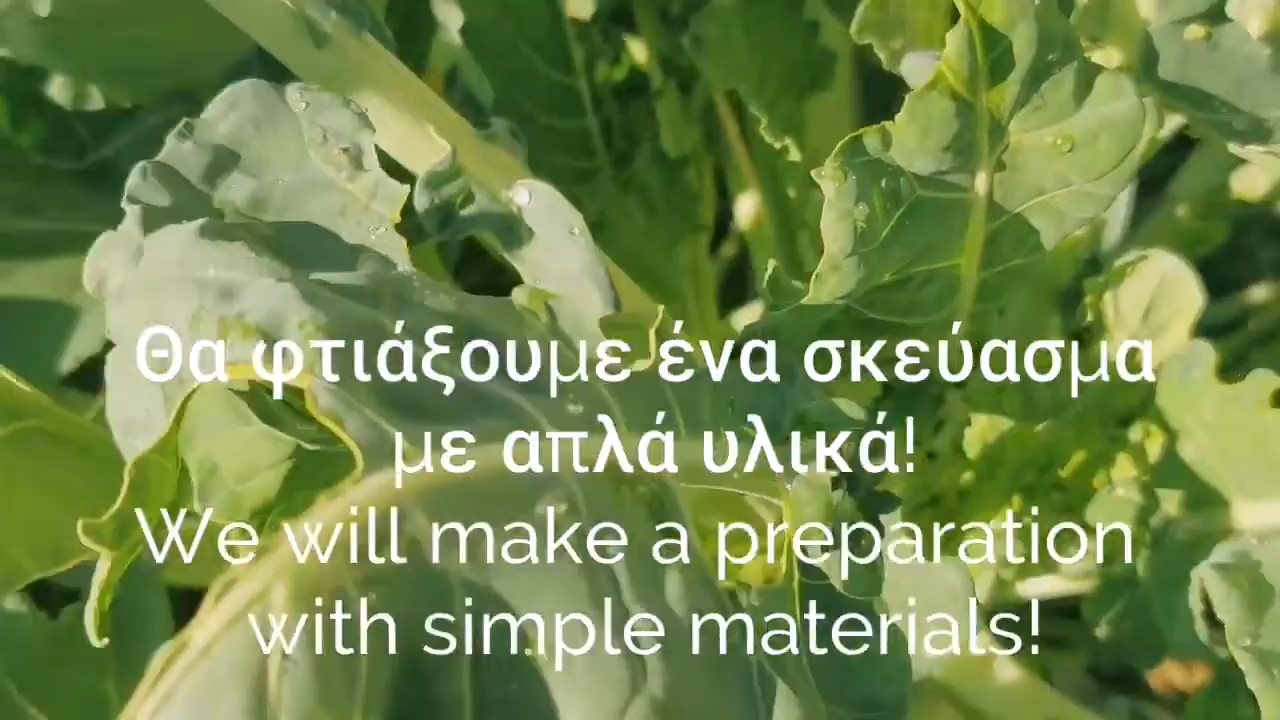 Θα φτιάξουμε ένα σκεύασμα
με απλά υλικά!
We will make a preparation
with simple materials!